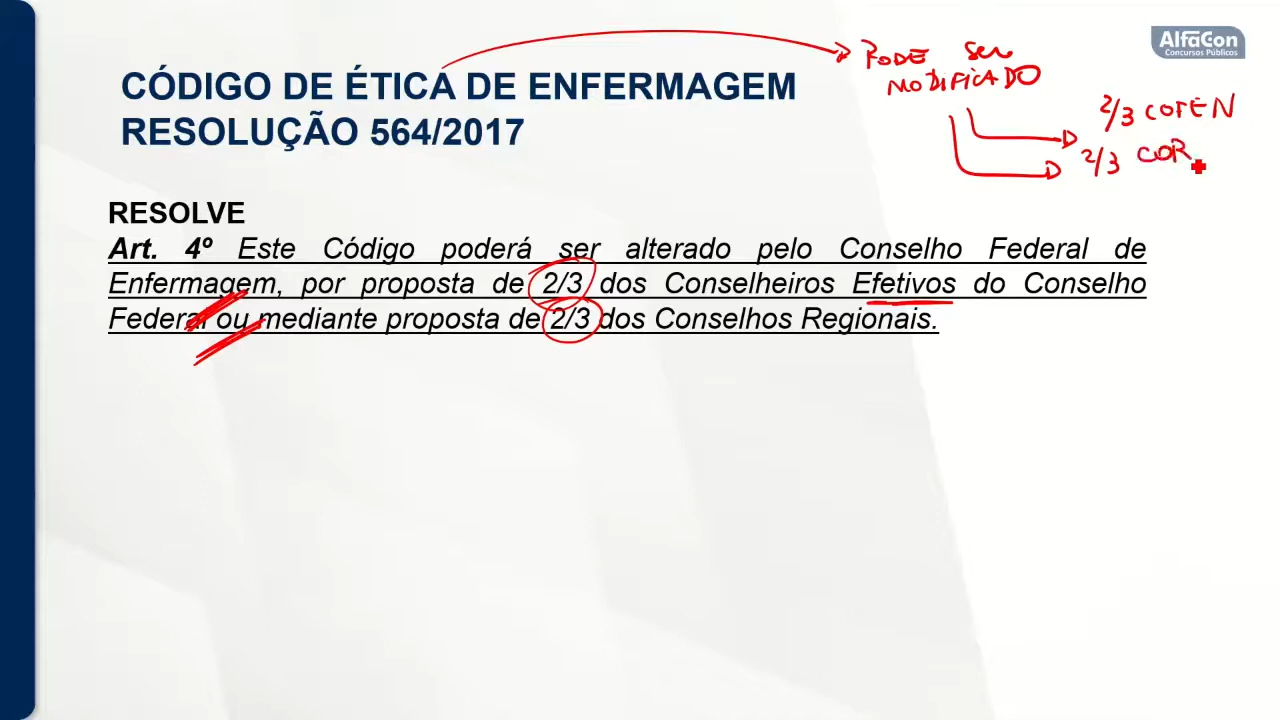 AlfaCon
Concursos Públicos
PODE ser
MODIFICADO
CÓDIGO DE ÉTICA DE ENFERMAGEM
RESOLUÇÃO 564/2017
2/3 COFEN
2/3 COR
RESOLVE
Art. 4º Este Código poderá ser alterado pelo Conselho Federal de
Enfermagem, por proposta de 2/3 dos Conselheiros Efetivos do Conselho
Federal ou mediante proposta de 2/3 dos Conselhos Regionais.